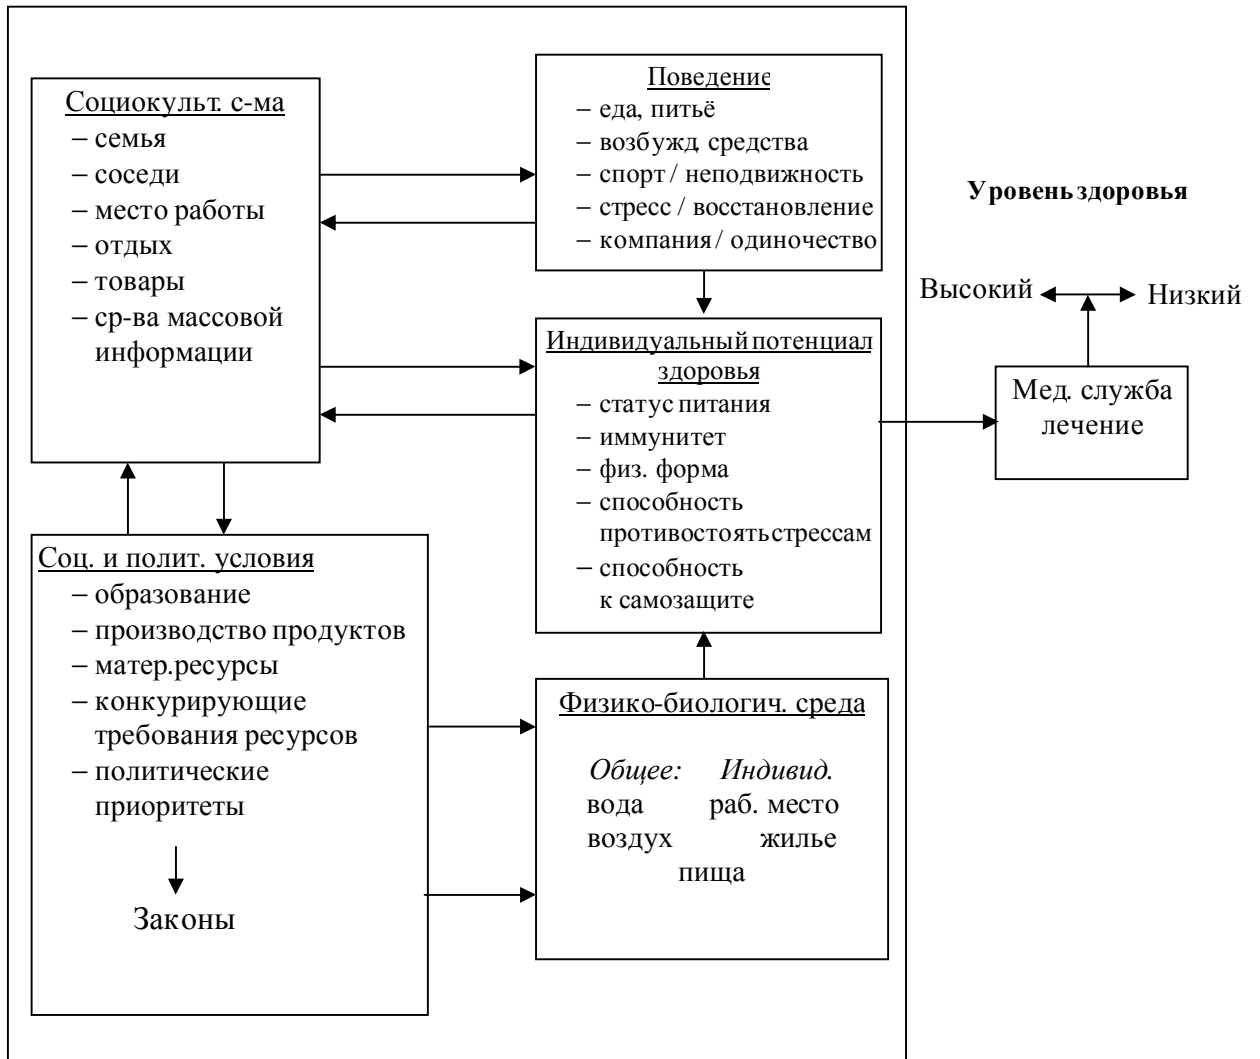 Социокульт. с-ма
– семья
– соседи
– место работы
– отдых
– товары
– ср-ва массовой
информации
Поведение
– еда, питьё
– возбужд. средства
– спорт / неподвижность
– стресс / восстановление
– компания / одиночество
Уровень здоровья
Высокий
Низкий
Индивидуальный потенциал
здоровья
– статус питания
– иммунитет
– физ. форма
– способность
противостоять стрессам
– способность
к самозащите
Мед. служба
лечение
Соц. и полит. условия
– образование
– производство продуктов
– матер.ресурсы
– конкурирующие
требования ресурсов
– политические
приоритеты
Законы
Физико-биологич. среда
Общее: Индивид.
вода раб. место
воздух жилье
пища